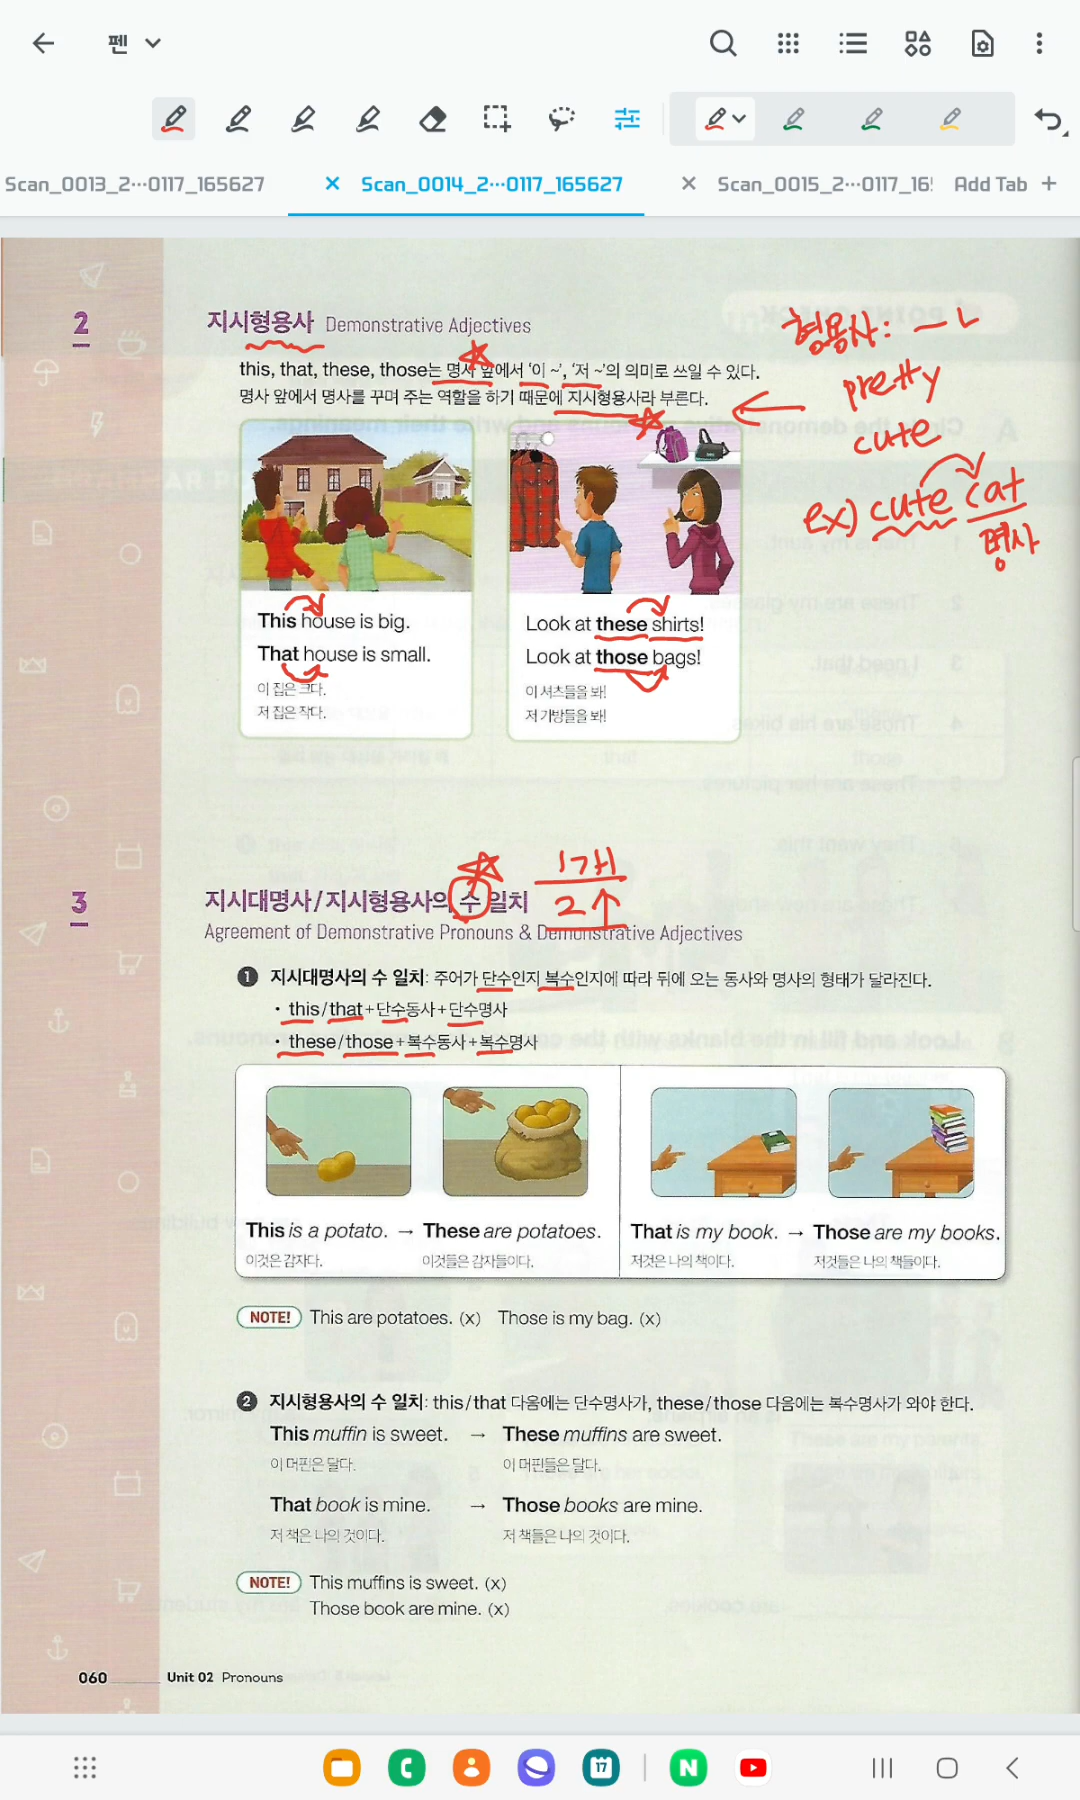 펜
Scan_0013_2···0117_165627
Scan_0014_2···0117_165627
Scan_0015_2···0117_16
Add Tab +
2
지시형용사 Demonstrative Adjectives
this, that, these, those는 명사 앞에서 ‘이 ~’, ‘저 ~’의 의미로 쓰일 수 있다.
명사 앞에서 명사를 꾸며 주는 역할을 하기 때문에 지시형용사라 부른다.
형용사: ㅡㄴ
pretty
cute
ex) cute cat
명사
This house is big.
That house is small.
이 집은 크다.
저 집은 작다.
Look at these shirts!
Look at those bags!
이 셔츠들을 봐!
저 가방들을 봐!
3
지시대명사/지시형용사의 수 일치
1개
2↑
Agreement of Demonstrative Pronouns & Demonstrative Adjectives
1 지시대명사의 수 일치: 주어가 단수인지 복수인지에 따라 뒤에 오는 동사와 명사의 형태가 달라진다.
· this/that+단수동사+단수명사
· these/those+복수동사+복수명사
This is a potato. → These are potatoes.
이것은 감자다. 이것들은 감자들이다.
That is my book. → Those are my books.
저것은 나의 책이다. 저것들은 나의 책들이다.
NOTE! This are potatoes. (x) Those is my bag. (x)
2 지시형용사의 수 일치: this/that 다음에는 단수명사가, these/those 다음에는 복수명사가 와야 한다.
This muffin is sweet. → These muffins are sweet.
이 머핀은 달다. 이 머핀들은 달다.
That book is mine. → Those books are mine.
저 책은 나의 것이다. 저 책들은 나의 것이다.
NOTE! This muffins is sweet. (x)
Those book are mine. (x)
060 Unit 02 Pronouns
17
N